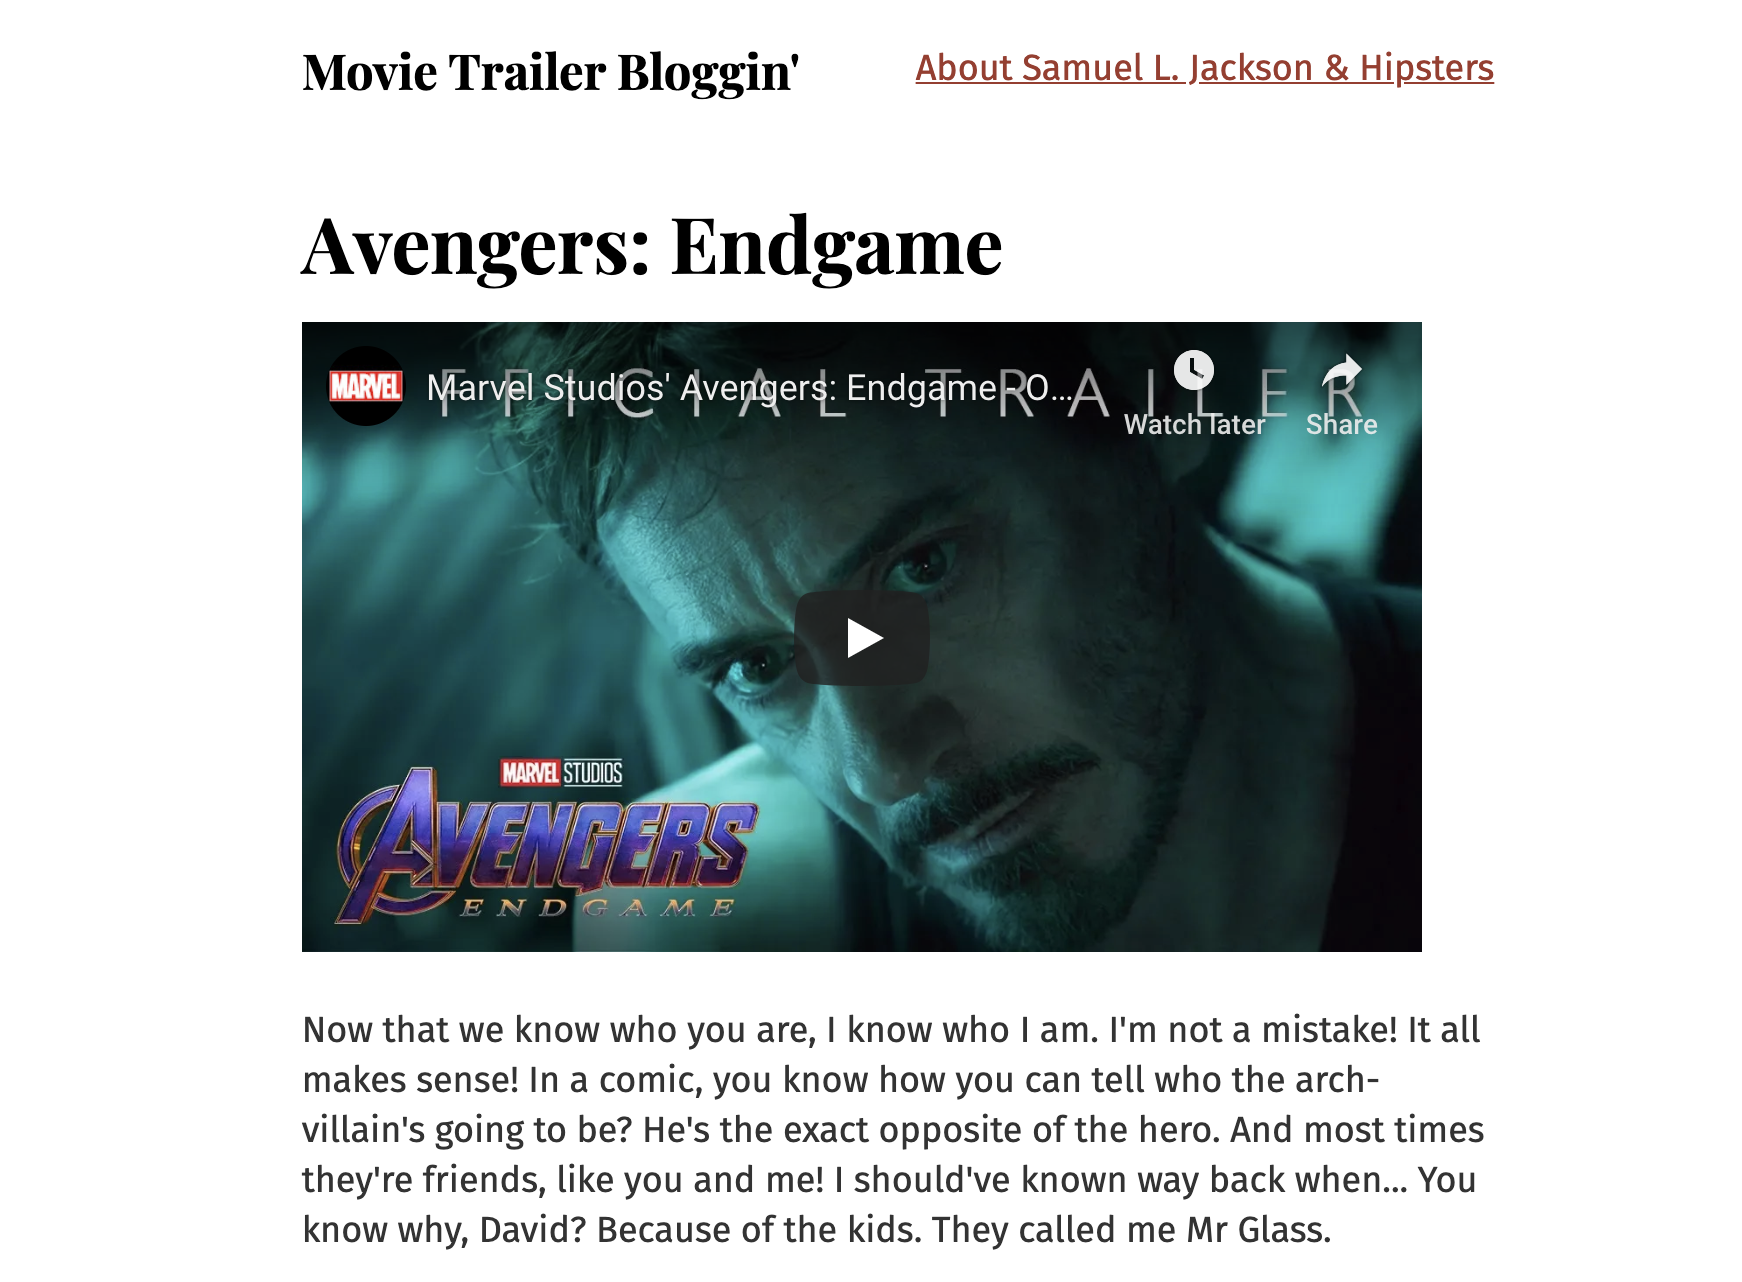 Movie Trailer Bloggin'
About Samuel L. Jackson & Hipsters
Avengers: Endgame
FFICIAL TRAILER
MARVEL
Marvel Studios' Avengers: Endgame - O...
Watch later
Share
MARVEL STUDIOS
AVENGERS
ENDGAME
Now that we know who you are, I know who I am. I'm not a mistake! It all
makes sense! In a comic, you know how you can tell who the arch-
villain's going to be? He's the exact opposite of the hero. And most times
they're friends, like you and me! I should've known way back when... You
know why, David? Because of the kids. They called me Mr Glass.